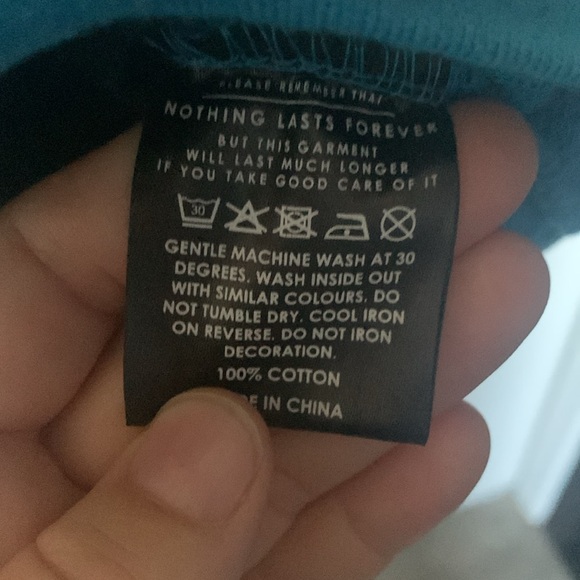 PLEASE REMEMBER THAT
NOTHING LASTS FOREVER
BUT THIS GARMENT
WILL LAST MUCH LONGER
IF YOU TAKE GOOD CARE OF IT
30
GENTLE MACHINE WASH AT 30
DEGREES. WASH INSIDE OUT
WITH SIMILAR COLOURS. DO
NOT TUMBLE DRY. COOL IRON
ON REVERSE. DO NOT IRON
DECORATION.
100% COTTON
IN CHINA